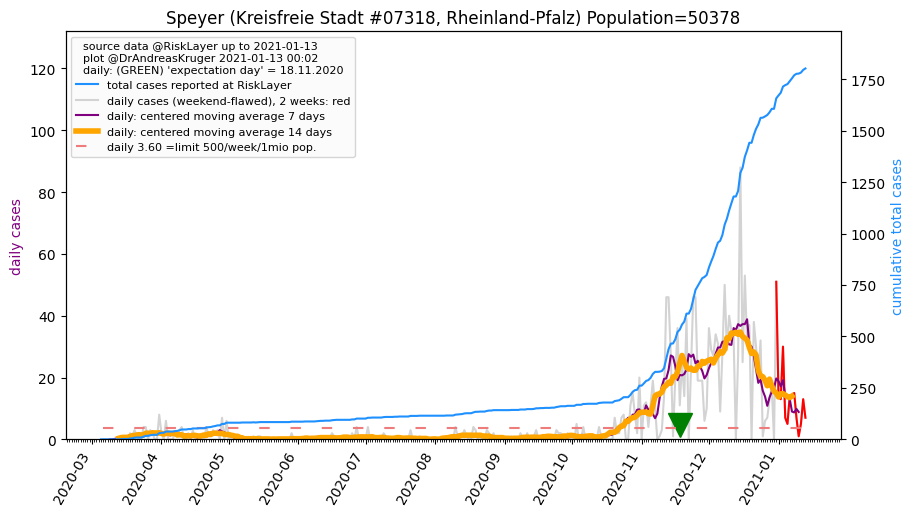 Speyer (Kreisfreie Stadt #07318, Rheinland-Pfalz) Population=50378
source data @RiskLayer up to 2021-01-13
plot @DrAndreasKruger 2021-01-13 00:02
daily: (GREEN) 'expectation day' = 18.11.2020
total cases reported at RiskLayer
daily cases (weekend-flawed), 2 weeks: red
daily: centered moving average 7 days
daily: centered moving average 14 days
daily 3.60 =limit 500/week/1mio pop.
daily cases
120
100
80
60
40
20
0
cumulative total cases
1750
1500
1250
1000
750
500
250
0
2020-03
2020-04
2020-05
2020-06
2020-07
2020-08
2020-09
2020-10
2020-11
2020-12
2021-01